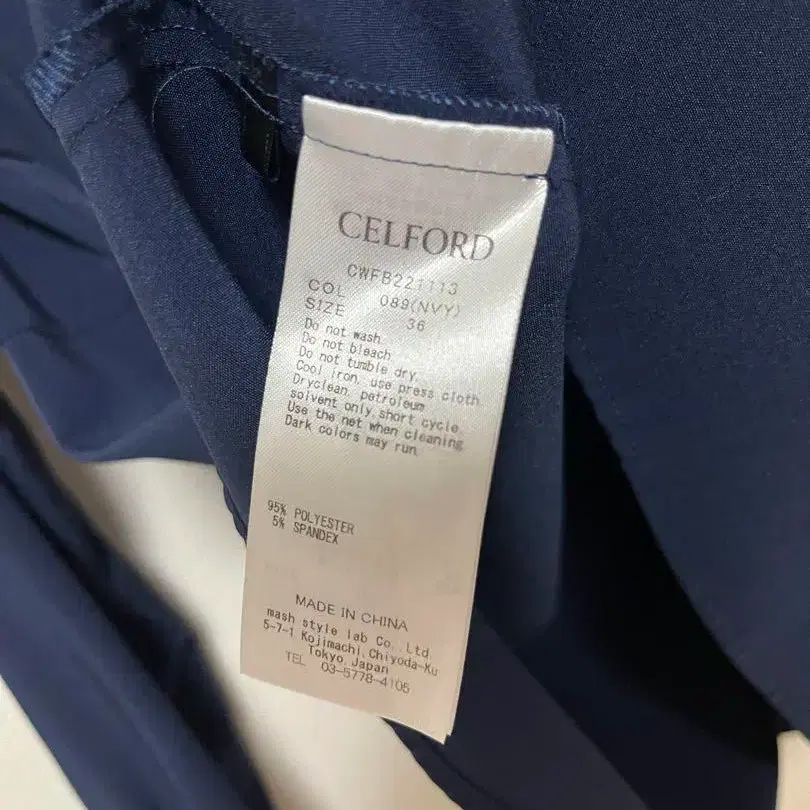 CELFORD
CWFB221113
COL 089(NVY)
SIZE 36
Do not wash.
Do not bleach.
Do not tumble dry.
Cool iron, use press cloth.
Dryclean, petroleum
solvent only, short cycle.
Use the net when cleaning.
Dark colors may run.
95% POLYESTER
5% SPANDEX
MADE IN CHINA
mash style lab Co., Ltd.
5-7-1 Kojimachi, Chiyoda-Ku
Tokyo, Japan
TEL 03-5778-4105